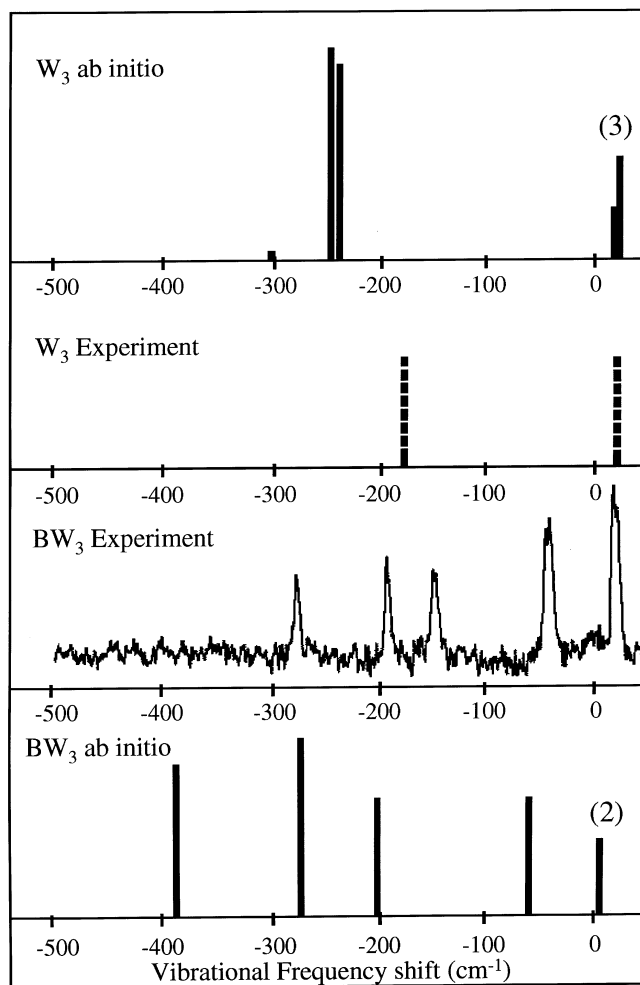 W₃ ab initio
(3)
-500 -400 -300 -200 -100 0
W₃ Experiment
-500 -400 -300 -200 -100 0
BW₃ Experiment
-500 -400 -300 -200 -100 0
BW₃ ab initio
(2)
-500 -400 -300 -200 -100 0
Vibrational Frequency shift (cm⁻¹)